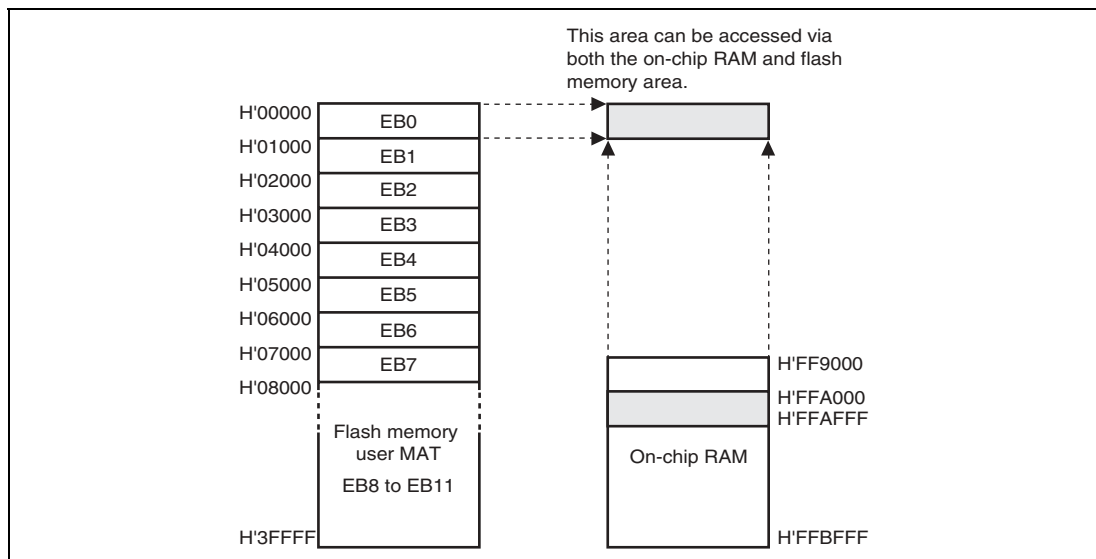 This area can be accessed via
both the on-chip RAM and flash
memory area.
H'00000
EB0
H'01000
EB1
H'02000
EB2
H'03000
EB3
H'04000
EB4
H'05000
EB5
H'06000
EB6
H'07000
EB7
H'08000
Flash memory
user MAT
EB8 to EB11
H'3FFFF
H'FF9000
H'FFA000
H'FFAFFF
On-chip RAM
H'FFBFFF